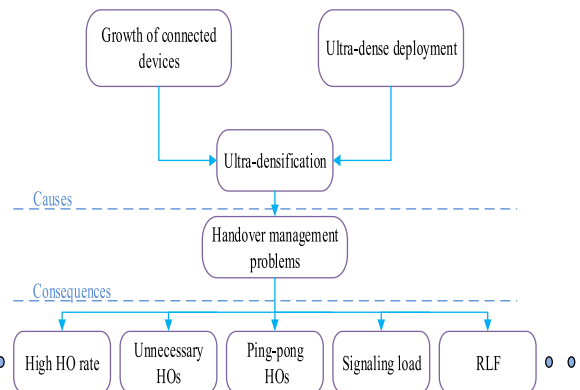 Growth of connected
devices
Ultra-dense deployment
Ultra-densification
Causes
Handover management
problems
Consequences
High HO rate
Unnecessary
HOs
Ping-pong
HOs
Signaling load
RLF